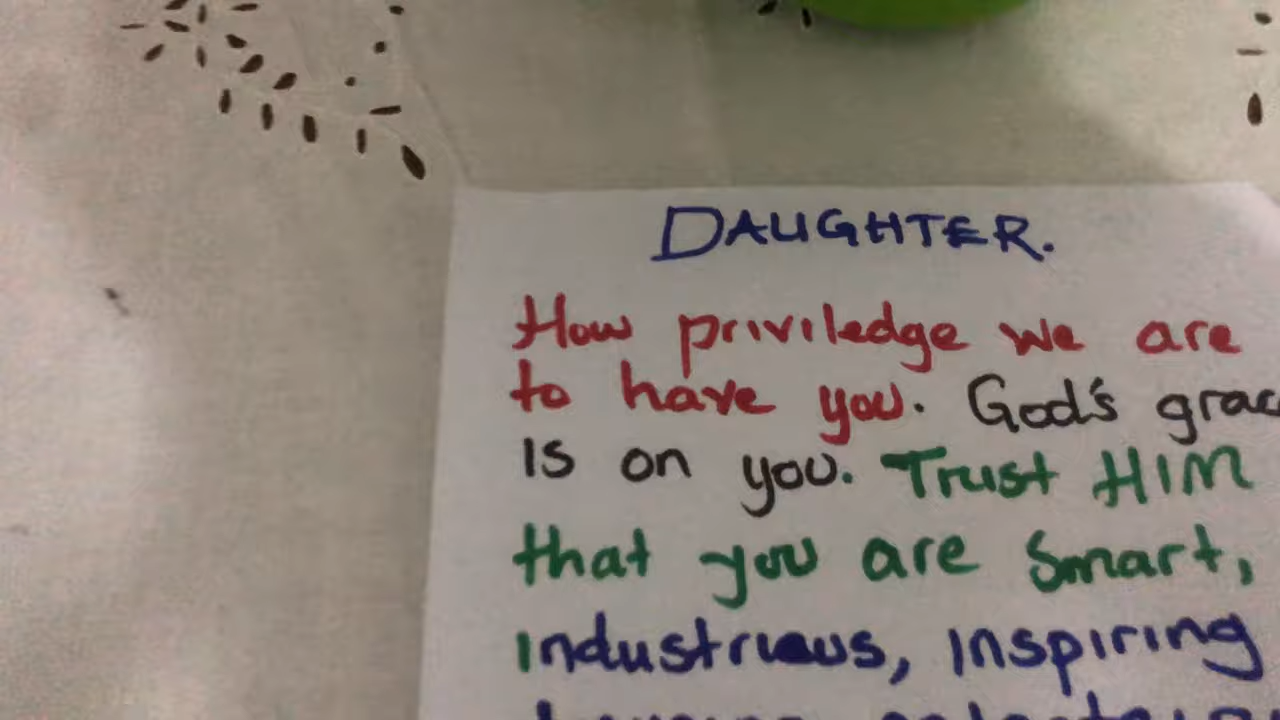 DAUGHTER.
How priviledge we are
to have you. God's grac
is on you. Trust HIM
that you are smart,
industrious, inspiring